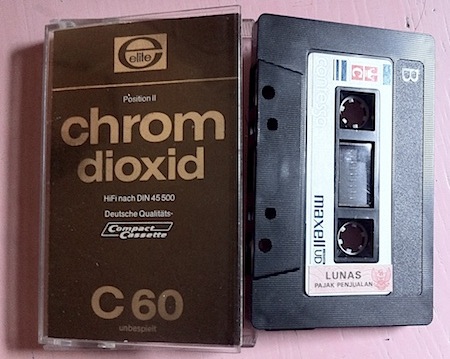 elite
Position II
chrom
dioxid
HiFi nach DIN 45 500
Deutsche Qualitäts-
Compact
Cassette
C 60
unbespielt
B
maxell UD
LUNAS
PAJAK PENJUALAN